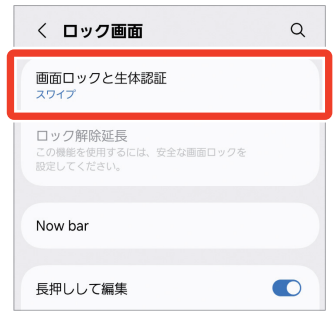 ロック画面
画面ロックと生体認証
スワイプ
ロック解除延長
この機能を使用するには、安全な画面ロックを
設定してください。
Now bar
長押しして編集